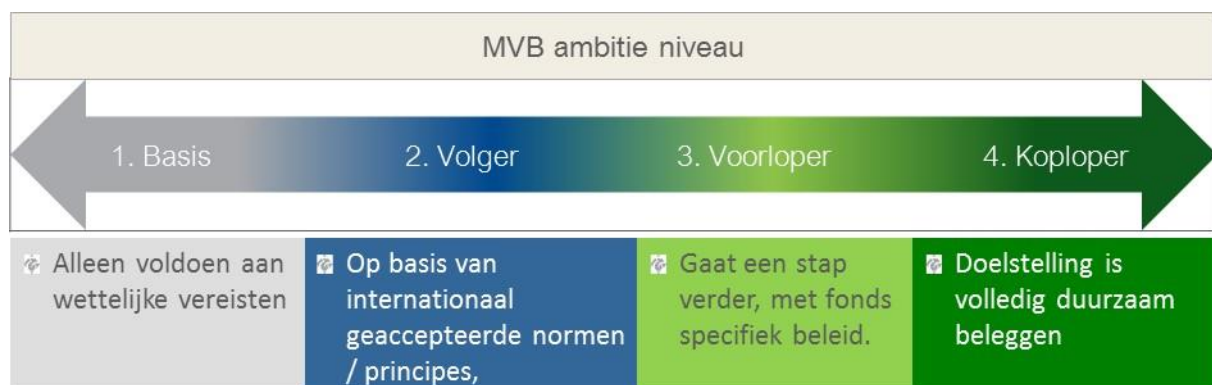 MVB ambitie niveau
1. Basis
2. Volger
3. Voorloper
4. Koploper
Alleen voldoen aan
wettelijke vereisten
Op basis van
internationaal
geaccepteerde normen
/ principes,
Gaat een stap
verder, met fonds
specifiek beleid.
Doelstelling is
volledig duurzaam
beleggen